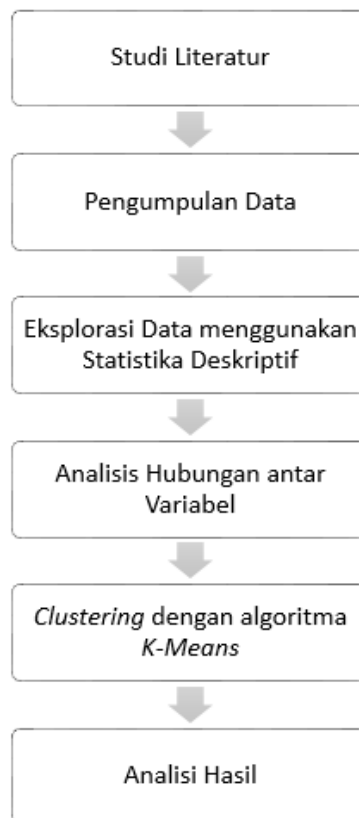 Studi Literatur
Pengumpulan Data
Eksplorasi Data menggunakan
Statistika Deskriptif
Analisis Hubungan antar
Variabel
Clustering dengan algoritma
K-Means
Analisi Hasil